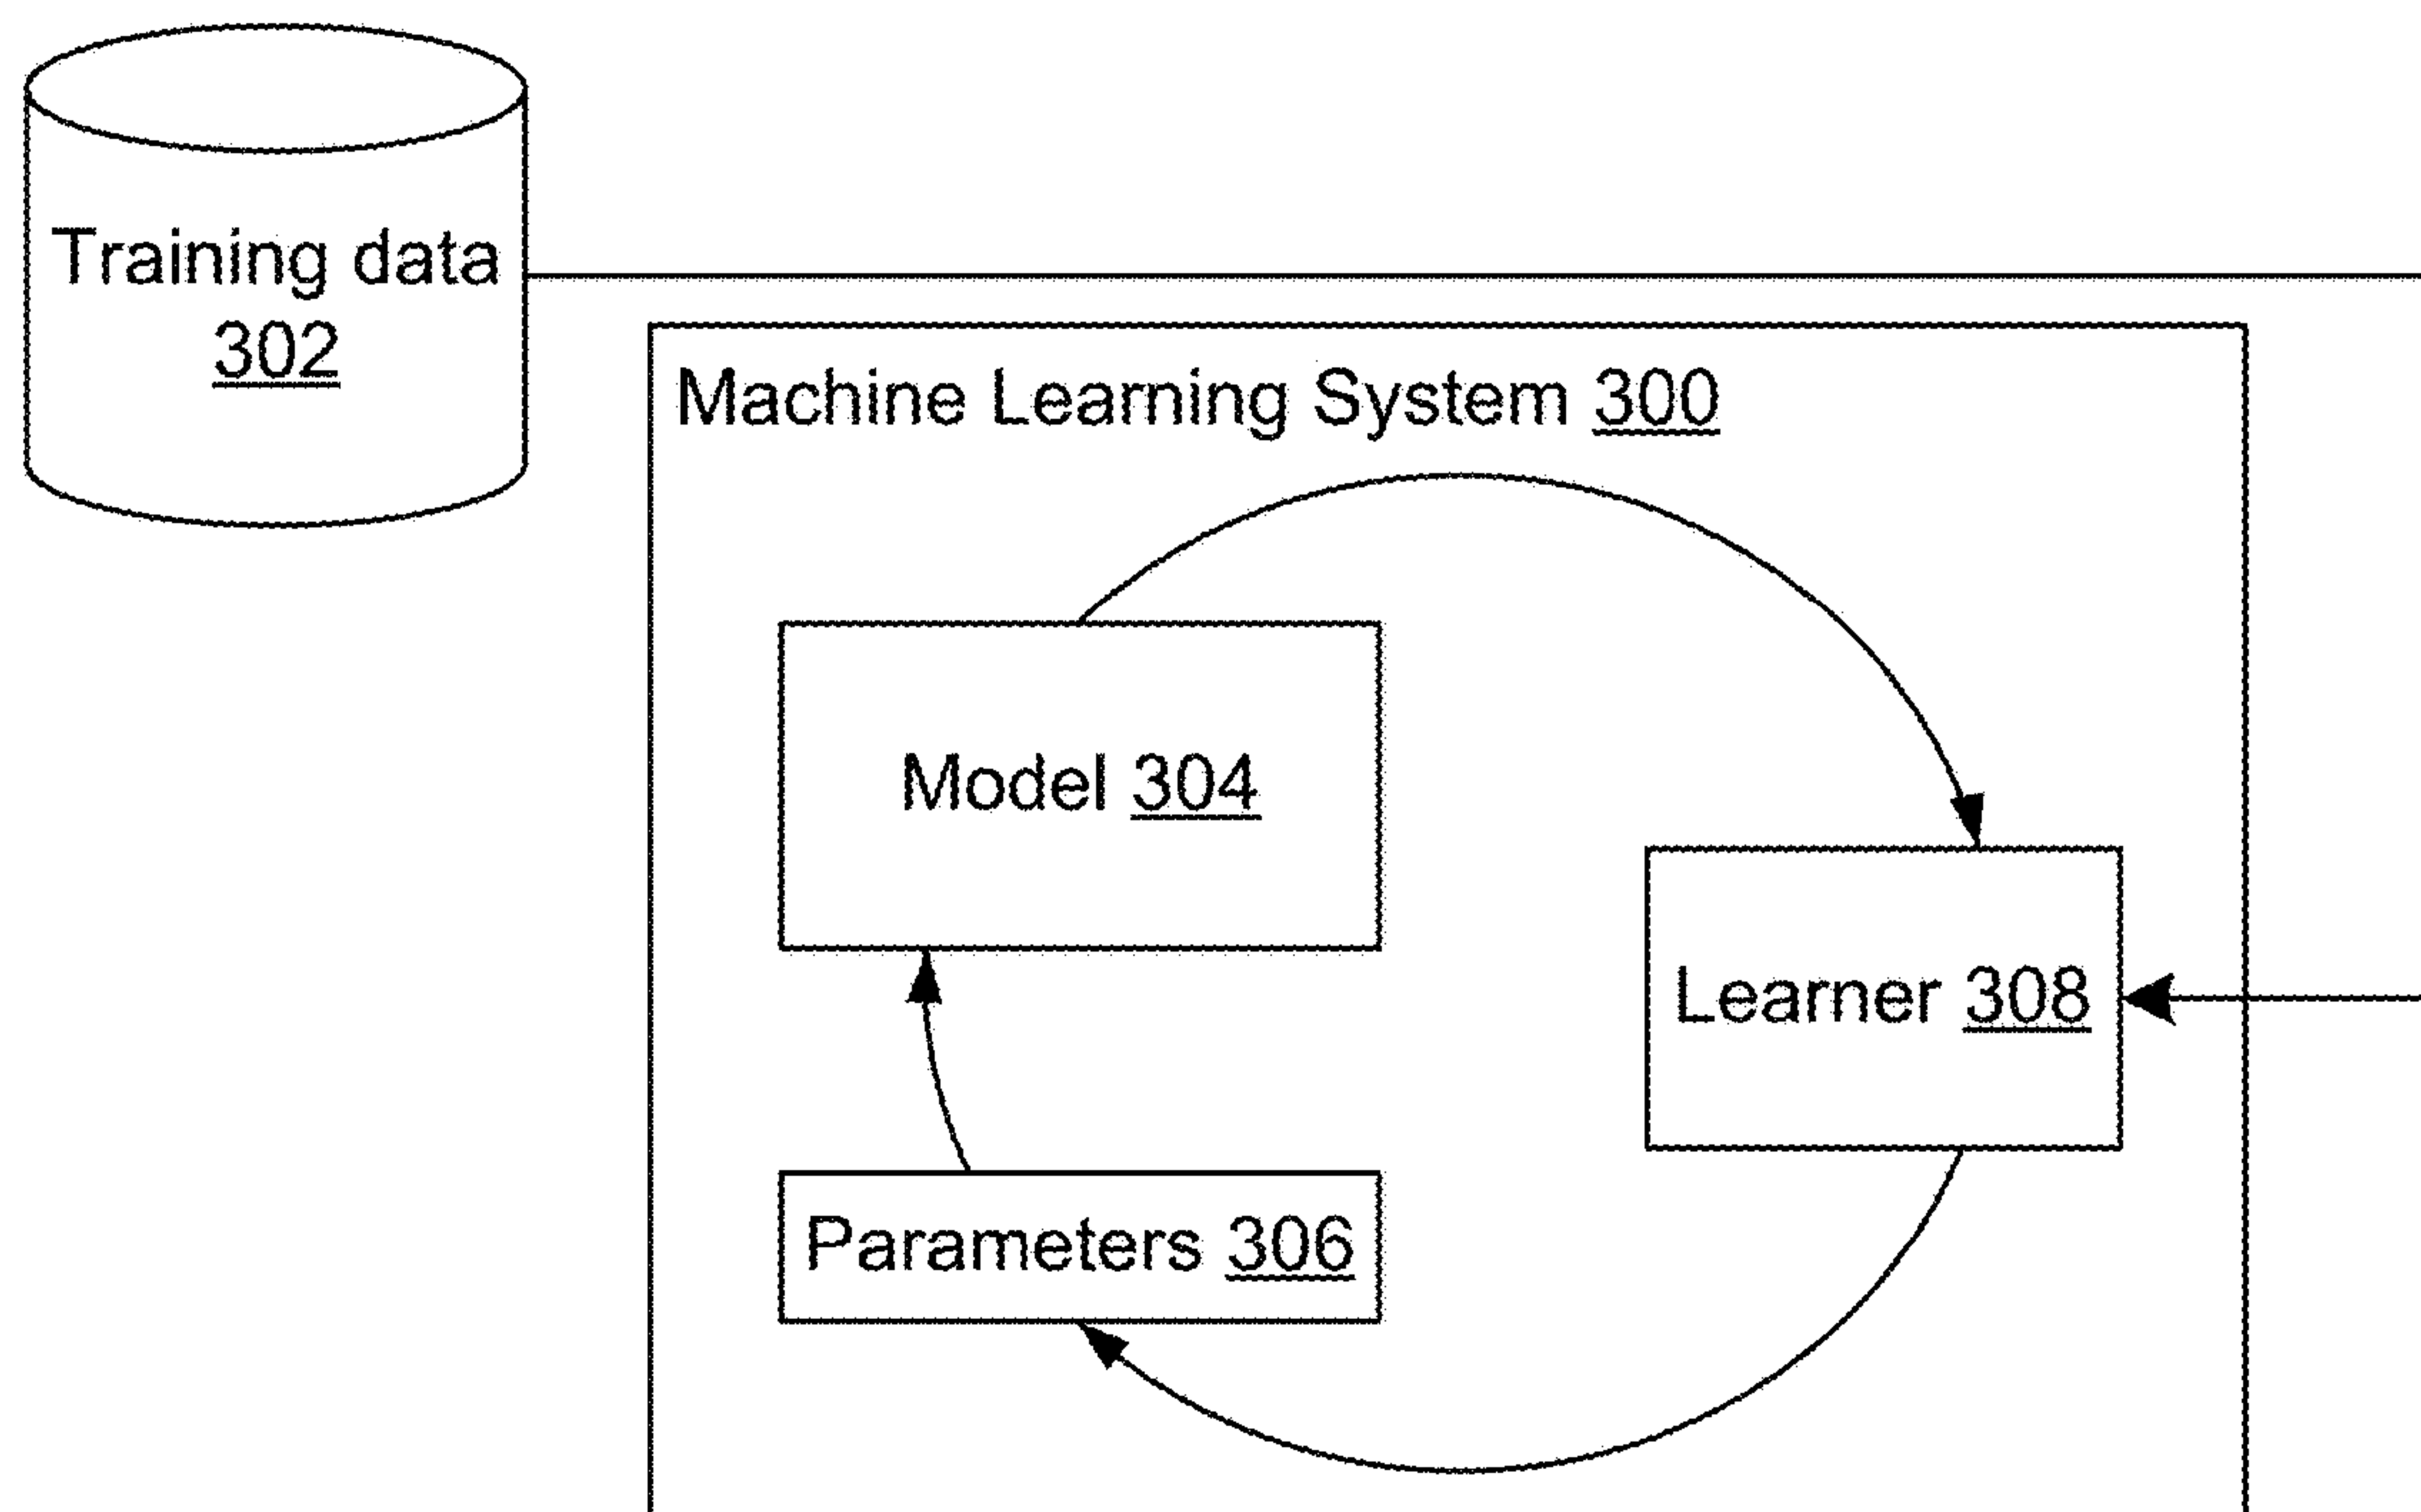 Training data
302
Machine Learning System 300
Model 304
Learner 308
Parameters 306